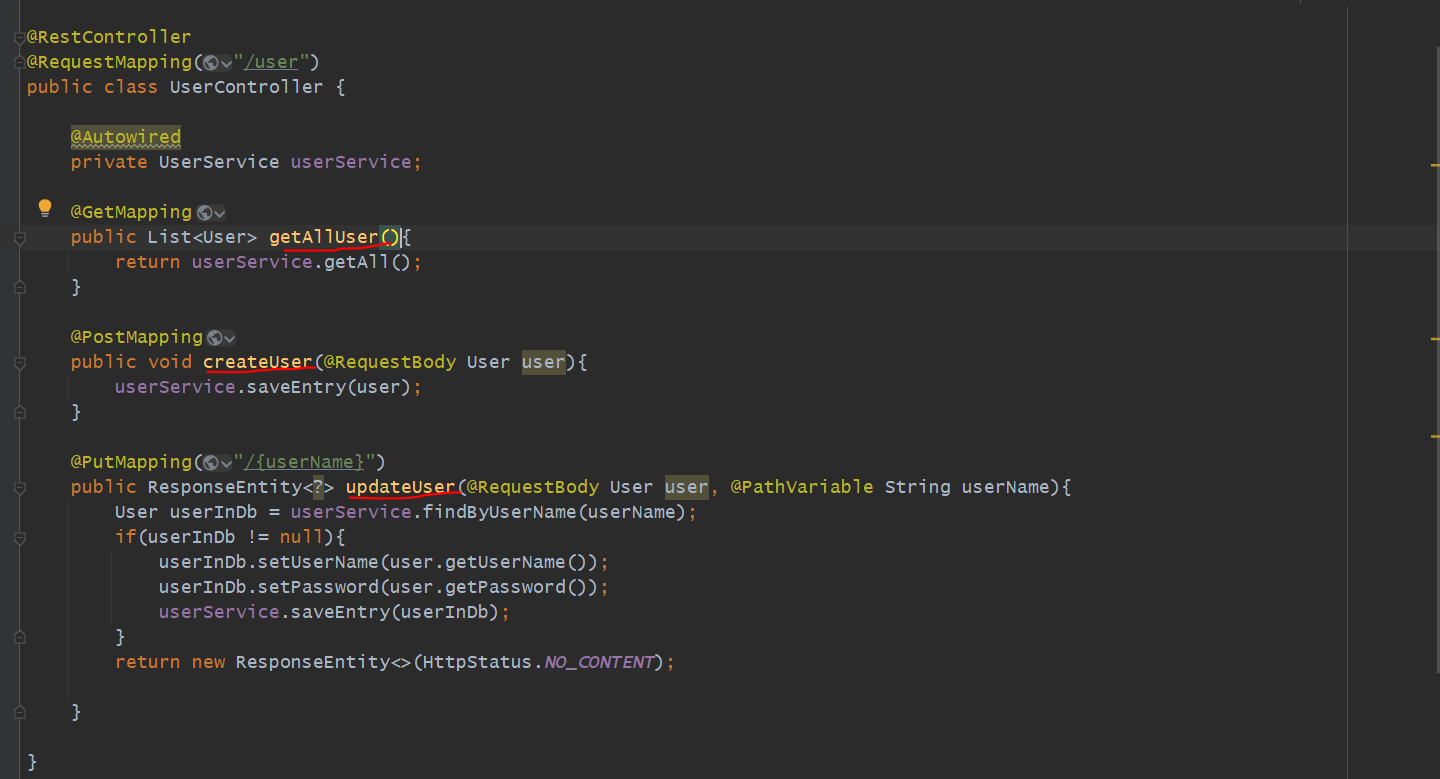 @RestController
@RequestMapping("/user")
public class UserController {
@Autowired
private UserService userService;
@GetMapping
public List<User> getAllUser(){
return userService.getAll();
}
@PostMapping
public void createUser(@RequestBody User user){
userService.saveEntry(user);
}
@PutMapping("/{userName}")
public ResponseEntity<?> updateUser(@RequestBody User user, @PathVariable String userName){
User userInDb = userService.findByUserName(userName);
if(userInDb != null){
userInDb.setUserName(user.getUserName());
userInDb.setPassword(user.getPassword());
userService.saveEntry(userInDb);
}
return new ResponseEntity<>(HttpStatus.NO_CONTENT);
}
}